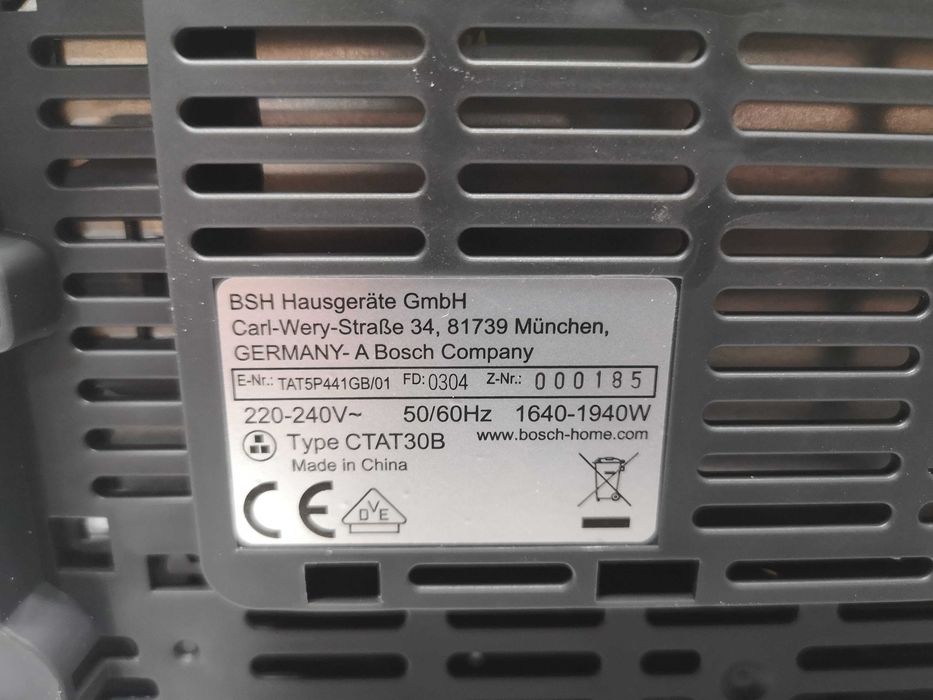 BSH Hausgeräte GmbH
Carl-Wery-Straße 34, 81739 München,
GERMANY- A Bosch Company
E-Nr.: TAT5P441GB/01 FD: 0304 Z-Nr.: 000185
220-240V~ 50/60Hz 1640-1940W
Type CTAT30B www.bosch-home.com
Made in China
CE DVE